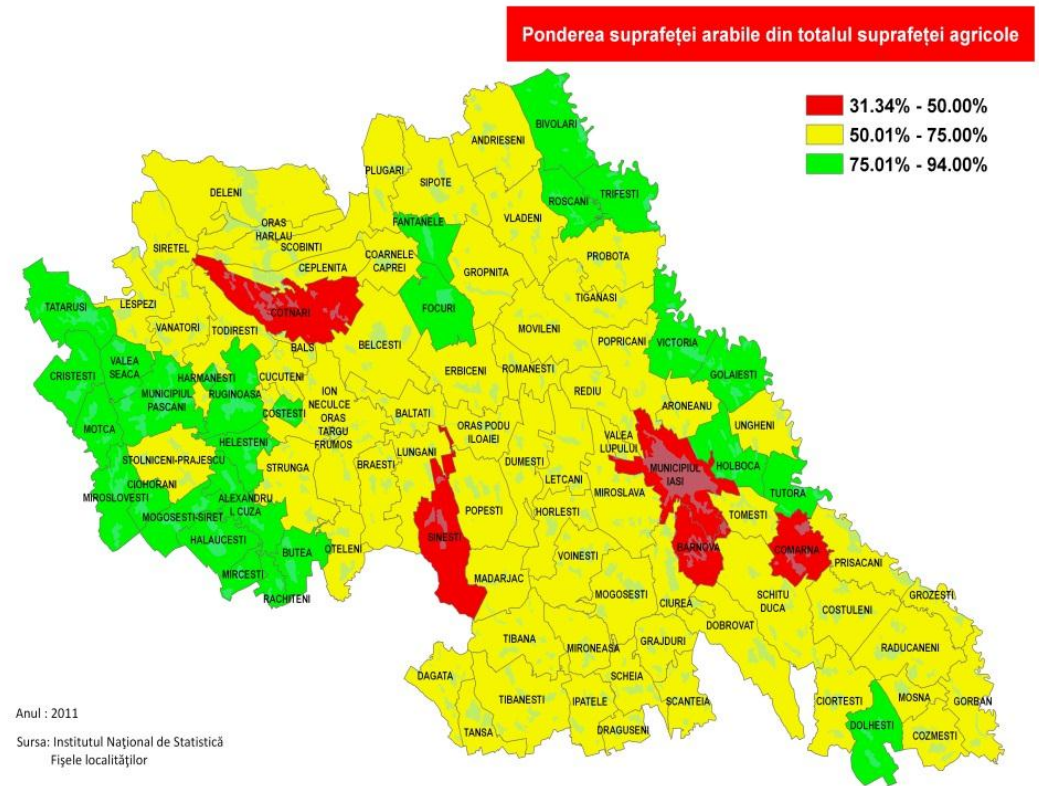 Ponderea suprafeței arabile din totalul suprafeței agricole
31.34% - 50.00%
50.01% - 75.00%
75.01% - 94.00%
BIVOLARI
ANDRIESENI
PLUGARI
SIPOTE
DELENI
ROSCANI
TRIFESTI
VLADENI
FANTANELE
ORAS
HARLAU
SCOBINTI
SIRETEL
COARNELE
CAPREI
PROBOTA
CEPLENITA
GROPNITA
TIGANASI
TATARUSI
LESPEZI
COTNARI
FOCURI
VANATORI
TODIRESTI
MOVILENI
BALS
BELCESTI
POPRICANI
VICTORIA
VALEA
SEACA
CRISTESTI
HARMANESTI
CUCUTENI
ERBICENI
ROMANESTI
GOLAIESTI
MUNICIPIUL
PASCANI
RUGINOASA
ION
NECULCE
REDIU
ARONEANU
COSTESTI
ORAS
TARGU
FRUMOS
BALTATI
ORAS PODU
ILOAIEI
UNGHENI
MOTCA
HELESTENI
VALEA
LUPULUI
STOLNICENI-PRAJESCU
STRUNGA
BRAESTI
LUNGANI
DUMESTI
MUNICIPIUL
IASI
HOLBOCA
CIOHORANI
LETCANI
MIROSLAVA
TUTORA
MIROSLOVESTI
ALEXANDRU
I. CUZA
POPESTI
HORLESTI
TOMESTI
MOGOSESTI-SIRET
HALAUCESTI
SINESTI
BUTEA
OTELENI
VOINESTI
BARNOVA
COMARNA
PRISACANI
MIRCESTI
MADARJAC
RACHITENI
MOGOSESTI
CIUREA
SCHITU
DUCA
GROZESTI
COSTULENI
DOBROVAT
TIBANA
MIRONEASA
GRAJDURI
RADUCANENI
DAGATA
SCHEIA
TIBANESTI
IPATELE
SCANTEIA
CIORTESTI
MOSNA
GORBAN
DOLHESTI
TANSA
DRAGUSENI
COZMESTI
Anul : 2011
Sursa: Institutul Naţional de Statistică
Fişele localităţilor